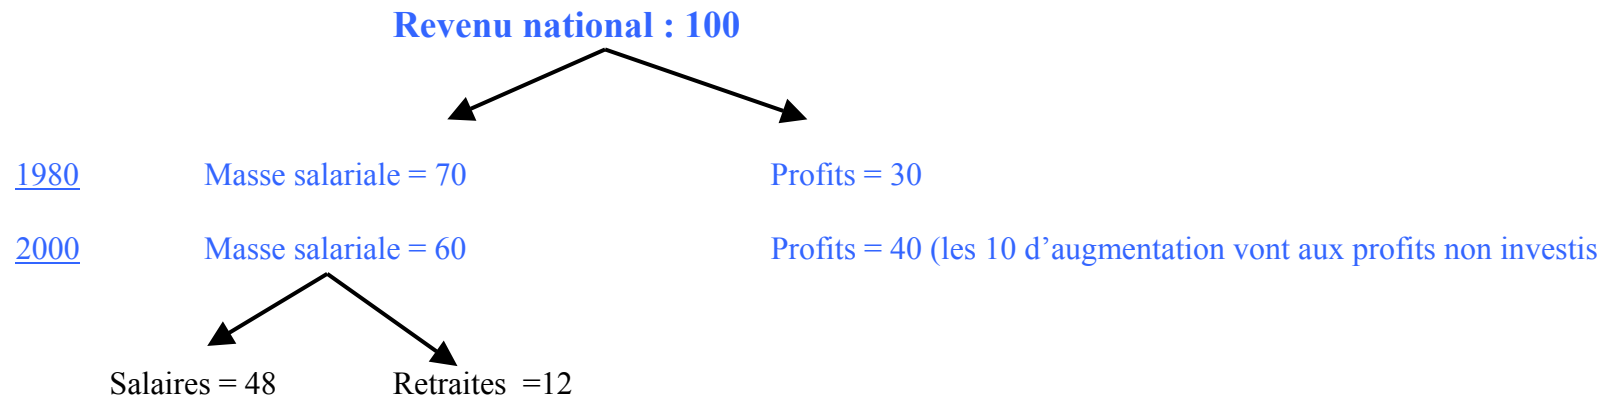 Revenu national : 100
1980 Masse salariale = 70 Profits = 30
2000 Masse salariale = 60 Profits = 40 (les 10 d’augmentation vont aux profits non investis
Salaires = 48 Retraites =12